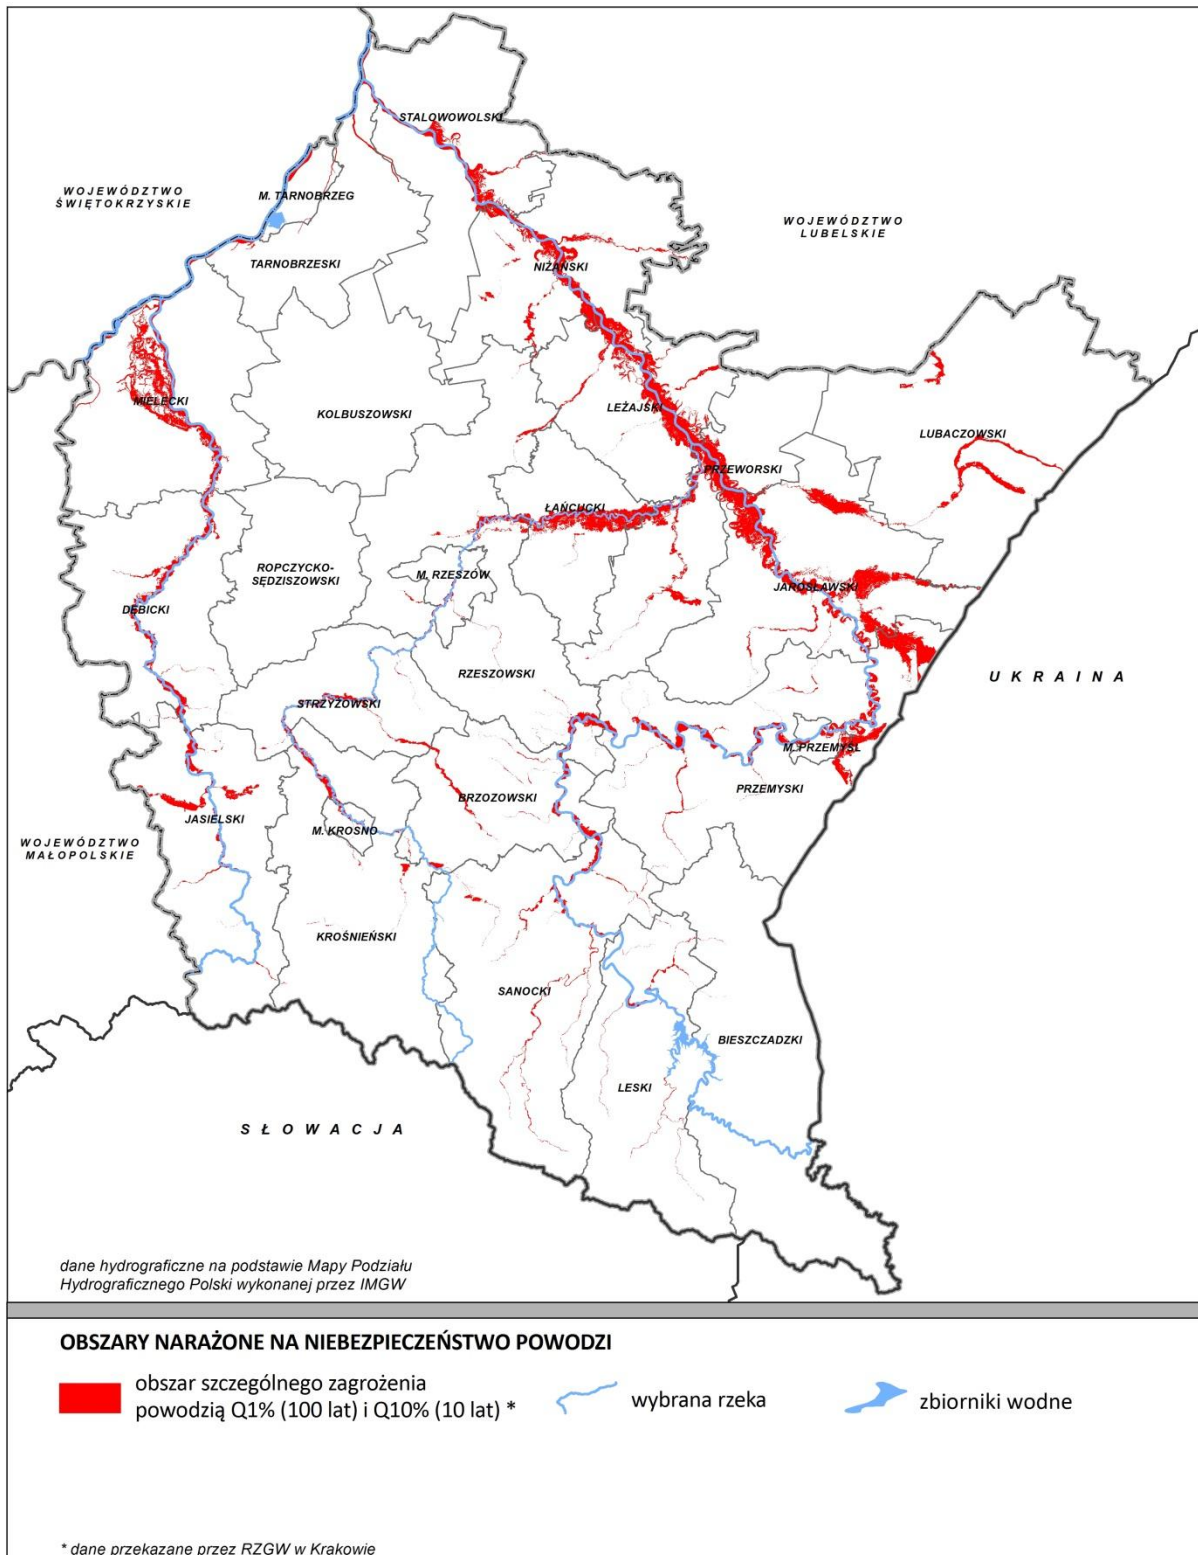 STALOWOWOLSKI
WOJEWÓDZTWO
ŚWIĘTOKRZYSKIE
M. TARNOBRZEG
WOJEWÓDZTWO
LUBELSKIE
TARNOBRZESKI
NIŻAŃSKI
MIELECKI
KOLBUSZOWSKI
LEŻAJSKI
LUBACZOWSKI
PRZEWORSKI
ŁAŃCUCKI
ROPCZYCKO-
SĘDZISZOWSKI
M. RZESZÓW
JAROSŁAWSKI
DĘBICKI
RZESZOWSKI
UKRAINA
STRZYŻOWSKI
M. PRZEMYŚL
PRZEMYSKI
BRZOZOWSKI
JASIELSKI
M. KROSNO
WOJEWÓDZTWO
MAŁOPOLSKIE
KROŚNIEŃSKI
SANOCKI
BIESZCZADZKI
LESKI
SŁOWACJA
dane hydrograficzne na podstawie Mapy Podziału
Hydrograficznego Polski wykonanej przez IMGW
OBSZARY NARAŻONE NA NIEBEZPIECZEŃSTWO POWODZI
obszar szczególnego zagrożenia
powodzią Q1% (100 lat) i Q10% (10 lat) *
wybrana rzeka
zbiorniki wodne
* dane przekazane przez RZGW w Krakowie